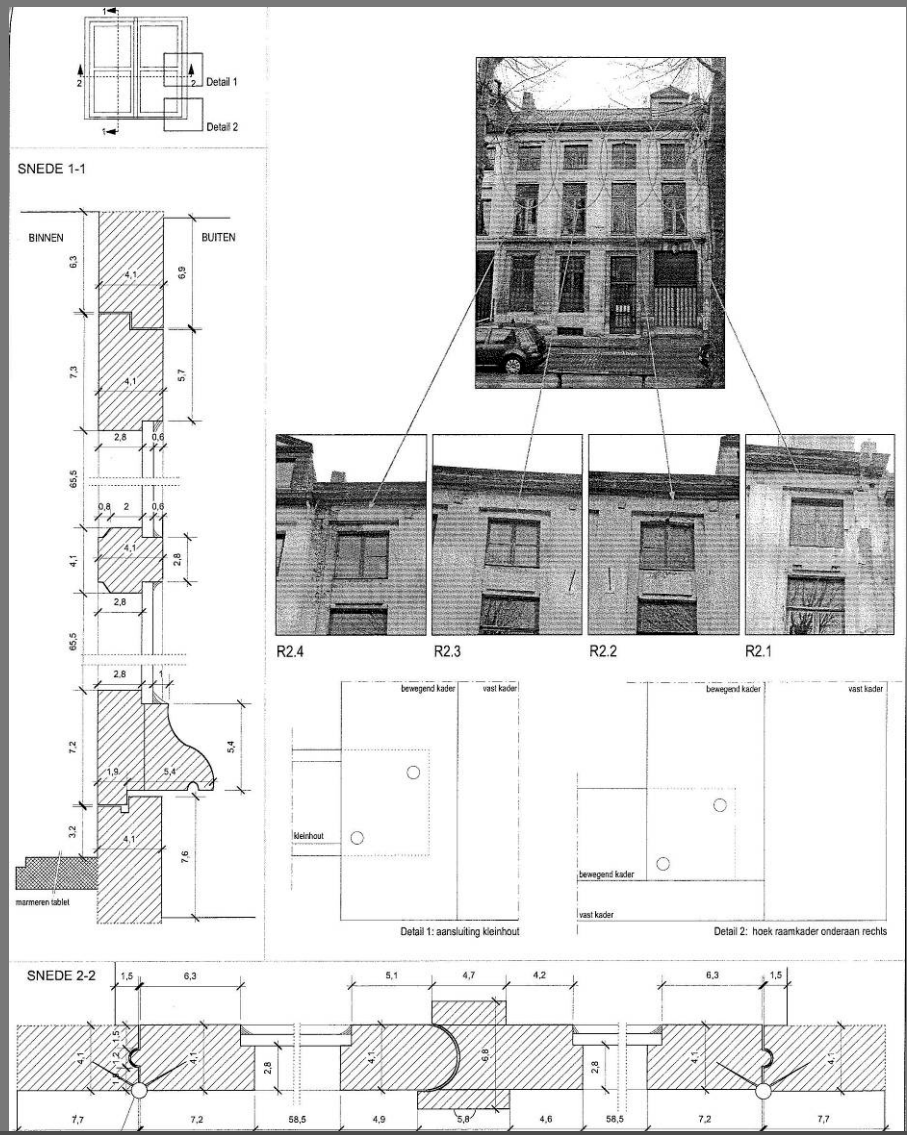 1
2
2
1
Detail 1
Detail 2
SNEDE 1-1
BINNEN
BUITEN
6,3
4,1
6,9
7,3
4,1
5,7
2,8
0,6
65,5
0,8
2
0,6
4,1
4,1
2,8
2,8
65,5
2,8
1
7,2
1,9
5,4
5,4
3,2
4,1
7,6
marmeren tablet
R2.4
R2.3
R2.2
R2.1
bewegend kader
vast kader
kleinhout
Detail 1: aansluiting kleinhout
bewegend kader
vast kader
bewegend kader
vast kader
Detail 2: hoek raamkader onderaan rechts
SNEDE 2-2
1,5
6,3
5,1
4,7
4,2
6,3
1,5
4,1
1,5
1,2
4,1
2,8
4,1
6,8
2,8
4,1
4,1
7,7
7,2
58,5
4,9
5,8
4,6
58,5
7,2
7,7